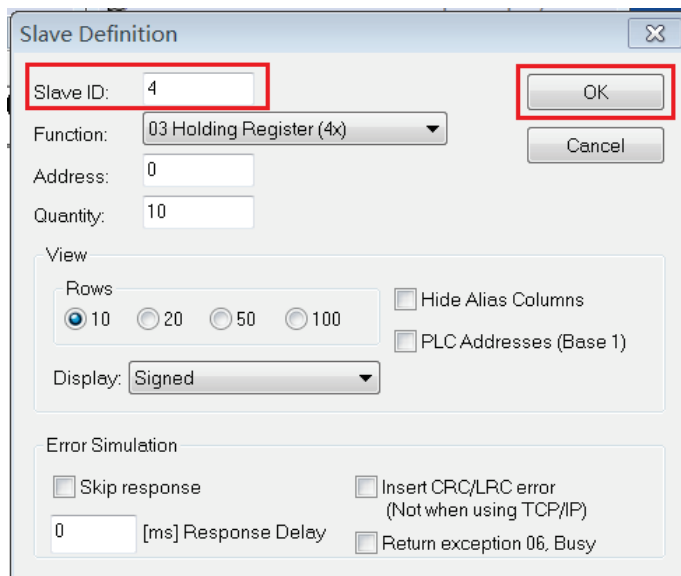 Slave Definition
Slave ID: 4
OK
Function: 03 Holding Register (4x)
Cancel
Address: 0
Quantity: 10
View
Rows
10 20 50 100
Hide Alias Columns
PLC Addresses (Base 1)
Display: Signed
Error Simulation
Skip response
Insert CRC/LRC error
(Not when using TCP/IP)
0 [ms] Response Delay
Return exception 06, Busy